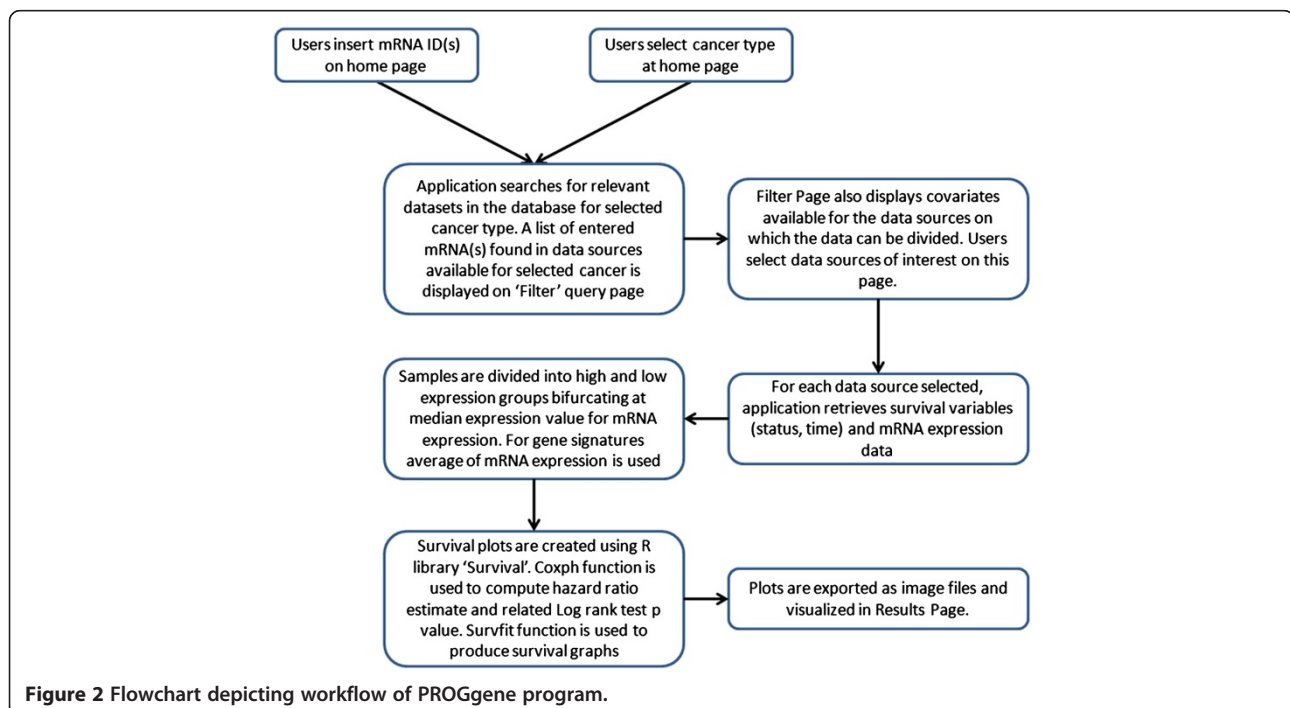 Users insert mRNA ID(s)
on home page
Users select cancer type
at home page
Application searches for relevant
datasets in the database for selected
cancer type. A list of entered
mRNA(s) found in data sources
available for selected cancer is
displayed on ‘Filter’ query page
Filter Page also displays covariates
available for the data sources on
which the data can be divided. Users
select data sources of interest on this
page.
For each data source selected,
application retrieves survival variables
(status, time) and mRNA expression
data
Samples are divided into high and low
expression groups bifurcating at
median expression value for mRNA
expression. For gene signatures
average of mRNA expression is used
Survival plots are created using R
library ‘Survival’. Coxph function is
used to compute hazard ratio
estimate and related Log rank test p
value. Survfit function is used to
produce survival graphs
Plots are exported as image files and
visualized in Results Page.
Figure 2 Flowchart depicting workflow of PROGgene program.